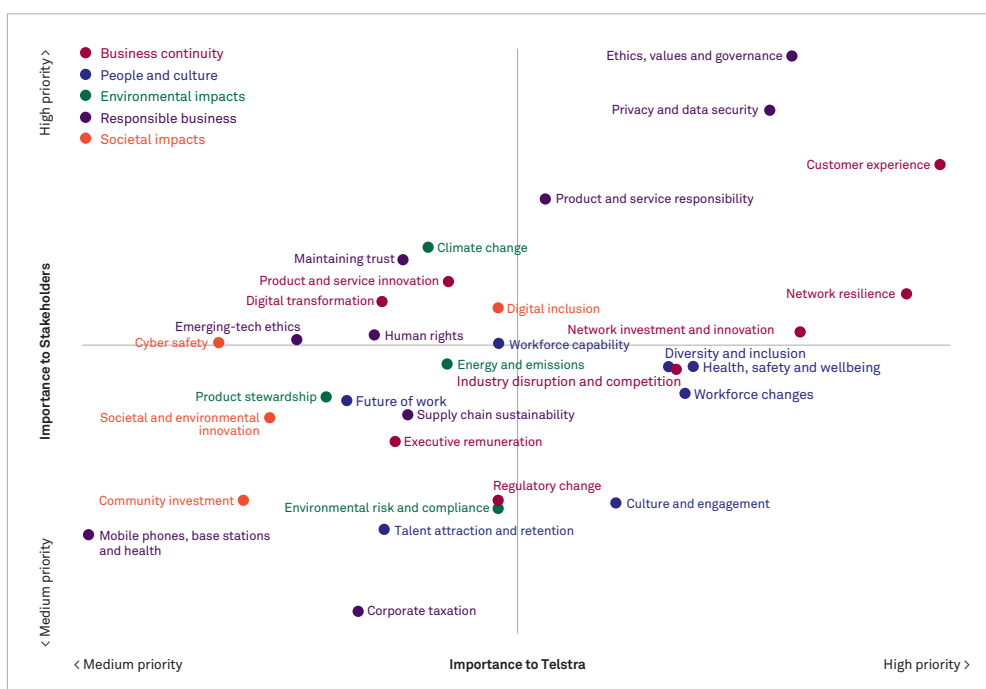 High priority >
Business continuity
People and culture
Environmental impacts
Responsible business
Societal impacts
Ethics, values and governance
Privacy and data security
Customer experience
Product and service responsibility
Climate change
Maintaining trust
Product and service innovation
Digital transformation
Network resilience
Digital inclusion
Emerging-tech ethics
Network investment and innovation
Human rights
Cyber safety
Workforce capability
Diversity and inclusion
Energy and emissions
Health, safety and wellbeing
Industry disruption and competition
Product stewardship
Future of work
Workforce changes
Societal and environmental
innovation
Supply chain sustainability
Executive remuneration
Regulatory change
Community investment
Environmental risk and compliance
Culture and engagement
Talent attraction and retention
Mobile phones, base stations
and health
Corporate taxation
Importance to Stakeholders
< Medium priority
< Medium priority
Importance to Telstra
High priority >